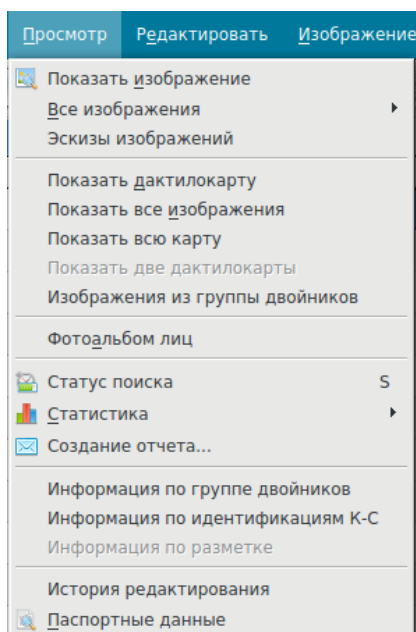 Просмотр Редактировать Изображение
Показать изображение
Все изображения
Эскизы изображений
Показать дактилокарту
Показать все изображения
Показать всю карту
Показать две дактилокарты
Изображения из группы двойников
Фотоальбом лиц
Статус поиска S
Статистика
Создание отчета...
Информация по группе двойников
Информация по идентификациям К-С
Информация по разметке
История редактирования
Паспортные данные